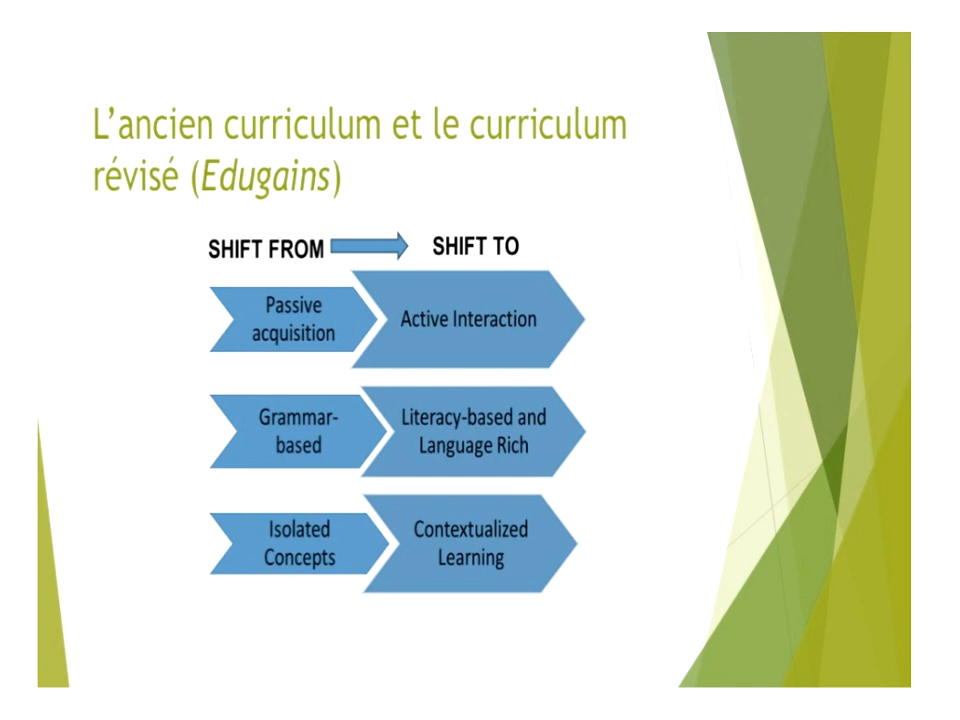 L’ancien curriculum et le curriculum
révisé (Edugains)
SHIFT FROM
SHIFT TO
Passive
acquisition
Active Interaction
Grammar-
based
Literacy-based and
Language Rich
Isolated
Concepts
Contextualized
Learning